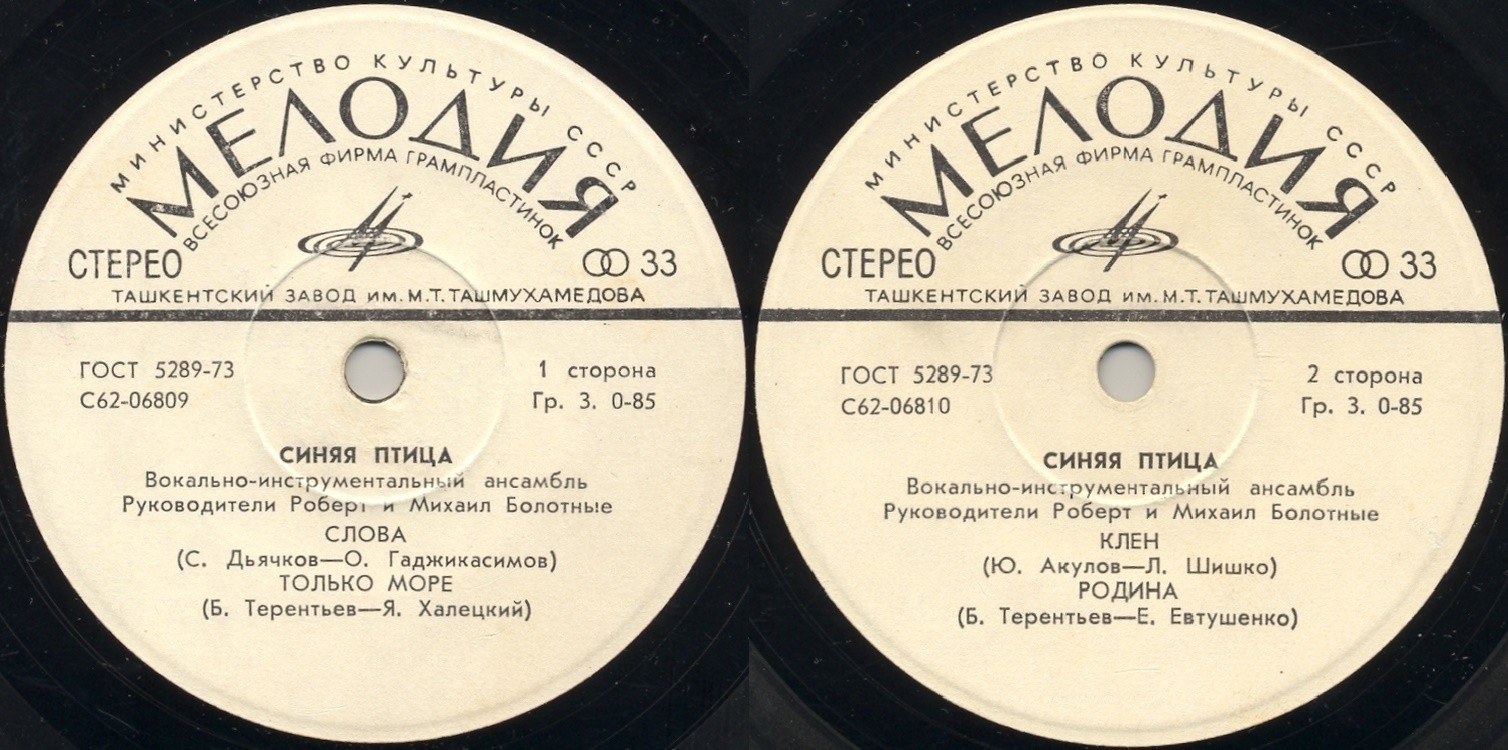 МИНИСТЕРСТВО КУЛЬТУРЫ СССР
МЕЛОДИЯ
ВСЕСОЮЗНАЯ ФИРМА ГРАМПЛАСТИНОК
СТЕРЕО 33
ТАШКЕНТСКИЙ ЗАВОД им. М.Т. ТАШМУХАМЕДОВА
ГОСТ 5289-73 1 сторона
С62-06809 Гр. 3. 0-85
СИНЯЯ ПТИЦА
Вокально-инструментальный ансамбль
Руководители Роберт и Михаил Болотные
СЛОВА
(С. Дьячков—О. Гаджикасимов)
ТОЛЬКО МОРЕ
(Б. Терентьев—Я. Халецкий)
МИНИСТЕРСТВО КУЛЬТУРЫ СССР
МЕЛОДИЯ
ВСЕСОЮЗНАЯ ФИРМА ГРАМПЛАСТИНОК
СТЕРЕО 33
ТАШКЕНТСКИЙ ЗАВОД им. М.Т. ТАШМУХАМЕДОВА
ГОСТ 5289-73 2 сторона
С62-06810 Гр. 3. 0-85
СИНЯЯ ПТИЦА
Вокально-инструментальный ансамбль
Руководители Роберт и Михаил Болотные
КЛЕН
(Ю. Акулов—Л. Шишко)
РОДИНА
(Б. Терентьев—Е. Евтушенко)